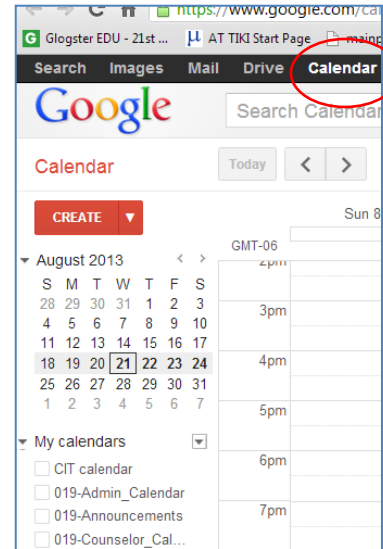 https://www.google.com/cal
Glogster EDU - 21st ... AT TIKI Start Page mainp
Search Images Mail Drive Calendar
Google Search Calendar
Calendar Today
CREATE Sun 8
GMT-06
August 2013
2pm
S M T W T F S
28 29 30 31 1 2 3
3pm
4 5 6 7 8 9 10
11 12 13 14 15 16 17
18 19 20 21 22 23 24
4pm
25 26 27 28 29 30 31
1 2 3 4 5 6 7
5pm
My calendars
6pm
CIT calendar
019-Admin_Calendar
7pm
019-Announcements
019-Counselor_Cal...